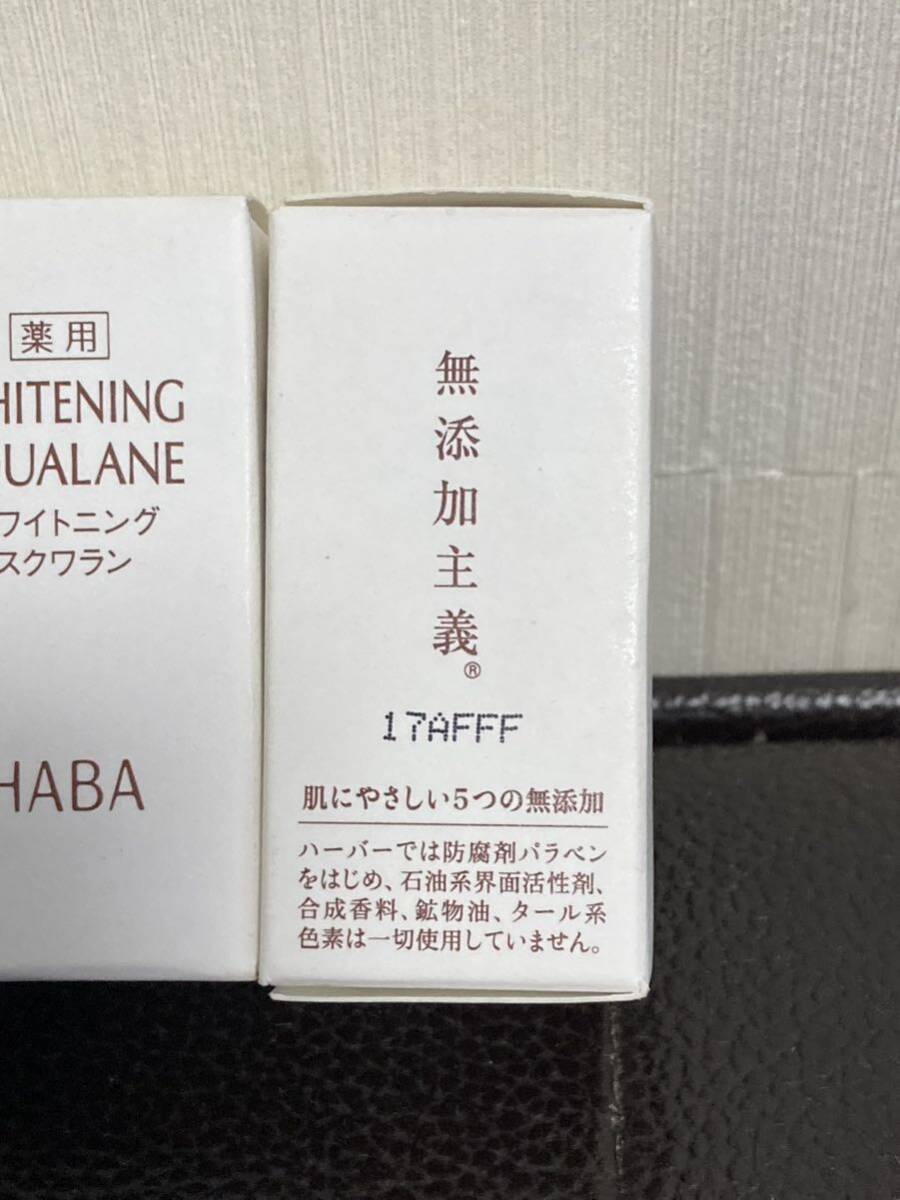 薬用
HITENING
QUALANE
ワイトニング
スクワラン
HABA
無添加主義®
17AFFF
肌にやさしい5つの無添加
ハーバーでは防腐剤パラベン
をはじめ、石油系界面活性剤、
合成香料、鉱物油、タール系
色素は一切使用していません。